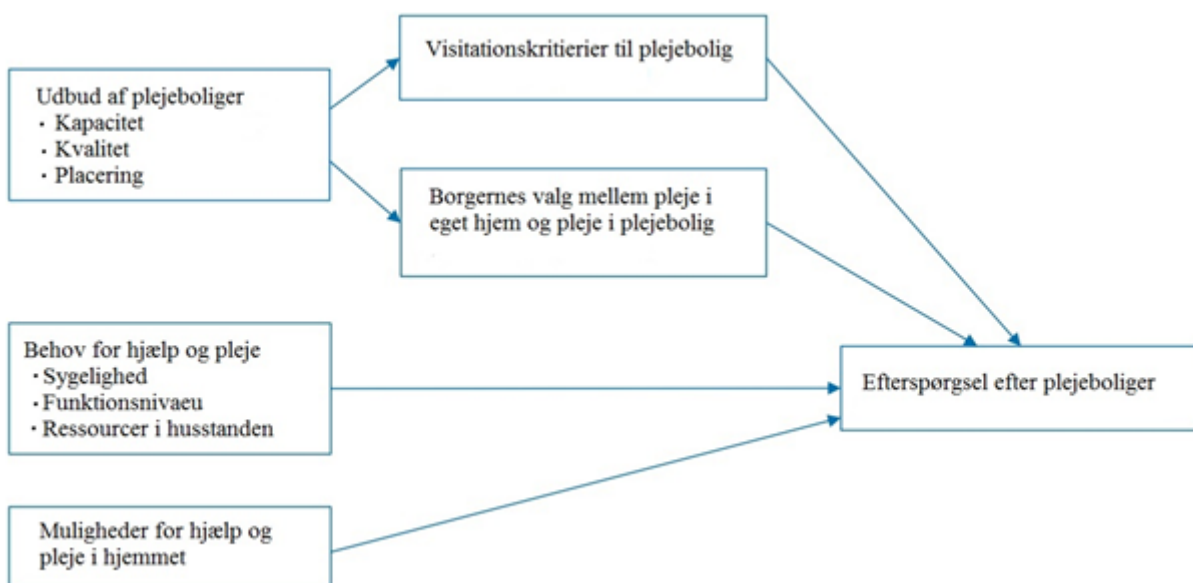 Visitationskritierier til plejebolig
Udbud af plejeboliger
· Kapacitet
· Kvalitet
· Placering
Borgernes valg mellem pleje i
eget hjem og pleje i plejebolig
Behov for hjælp og pleje
· Sygelighed
· Funktionsnivaeu
· Ressourcer i husstanden
Efterspørgsel efter plejeboliger
Muligheder for hjælp og
pleje i hjemmet